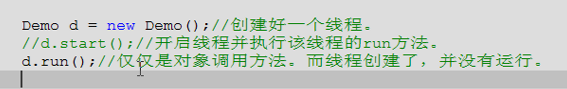 Demo d = new Demo();//创建好一个线程。
//d.start();//开启线程并执行该线程的run方法。
d.run();//仅仅是对象调用方法。而线程创建了，并没有运行。